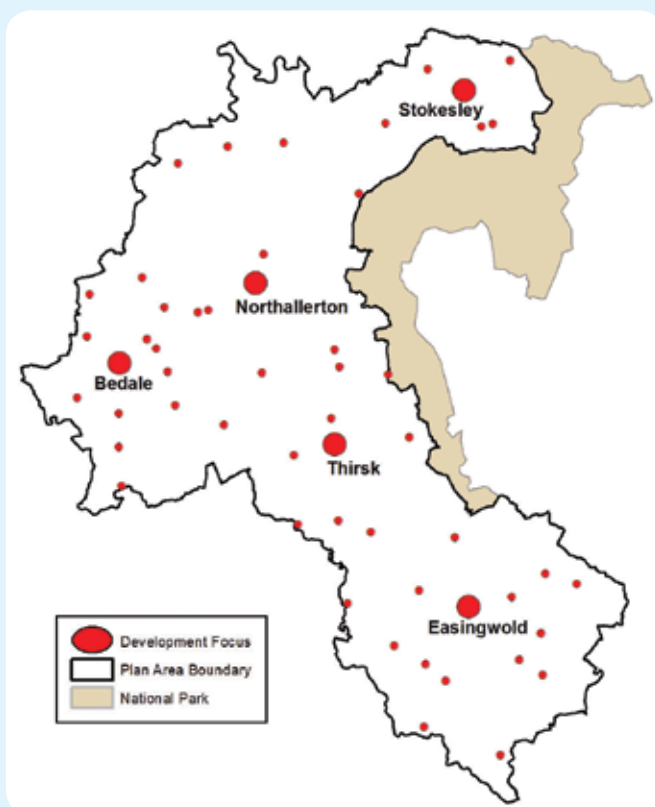 Stokesley
Northallerton
Bedale
Thirsk
Easingwold
Development Focus
Plan Area Boundary
National Park